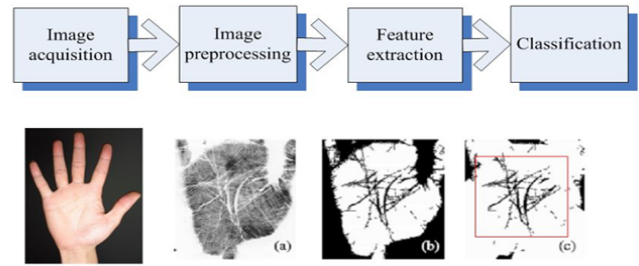 Image
acquisition
Image
preprocessing
Feature
extraction
Classification
(a)
(b)
(c)